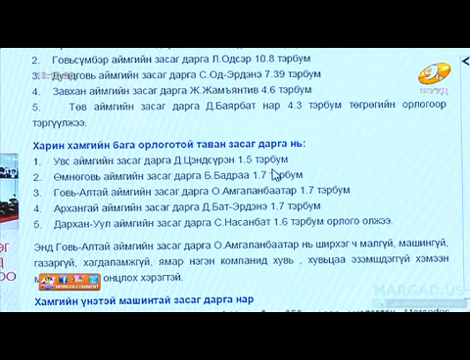 2. Говьсүмбэр аймгийн засаг дарга Л.Одсэр 10.8 тэрбум
3. Дундговь аймгийн засаг дарга С.Од-Эрдэнэ 7.39 тэрбум
4. Завхан аймгийн засаг дарга Ж.Жамъянтив 4.6 тэрбум
5. Төв аймгийн засаг дарга Д.Баярбат нар 4.3 тэрбум төгрөгийн орлогоор
тэргүүлжээ.
Харин хамгийн бага орлоготой таван засаг дарга нь:
1. Увс аймгийн засаг дарга Д.Цэндсүрэн 1.5 тэрбум
2. Өмнөговь аймгийн засаг дарга Б.Бадраа 1.7 тэрбум
3. Говь-Алтай аймгийн засаг дарга О.Амгаланбаатар 1.7 тэрбум
4. Архангай аймгийн засаг дарга Д.Бат-Эрдэнэ 1.7 тэрбум
5. Дархан-Уул аймгийн засаг дарга С.Насанбат 1.6 тэрбум орлого олжээ.
Энд Говь-Алтай аймгийн засаг дарга О.Амгаланбаатар нь ширхэг ч малгүй, машингүй,
газаргүй, хагдаламжгүй, ямар нэгэн компанид хувь , хувьцаа эзэмшдэггүй хэмээн
онцлох хэрэгтэй.
Хамгийн үнэтэй машинтай засаг дарга нар
MARGAD.US